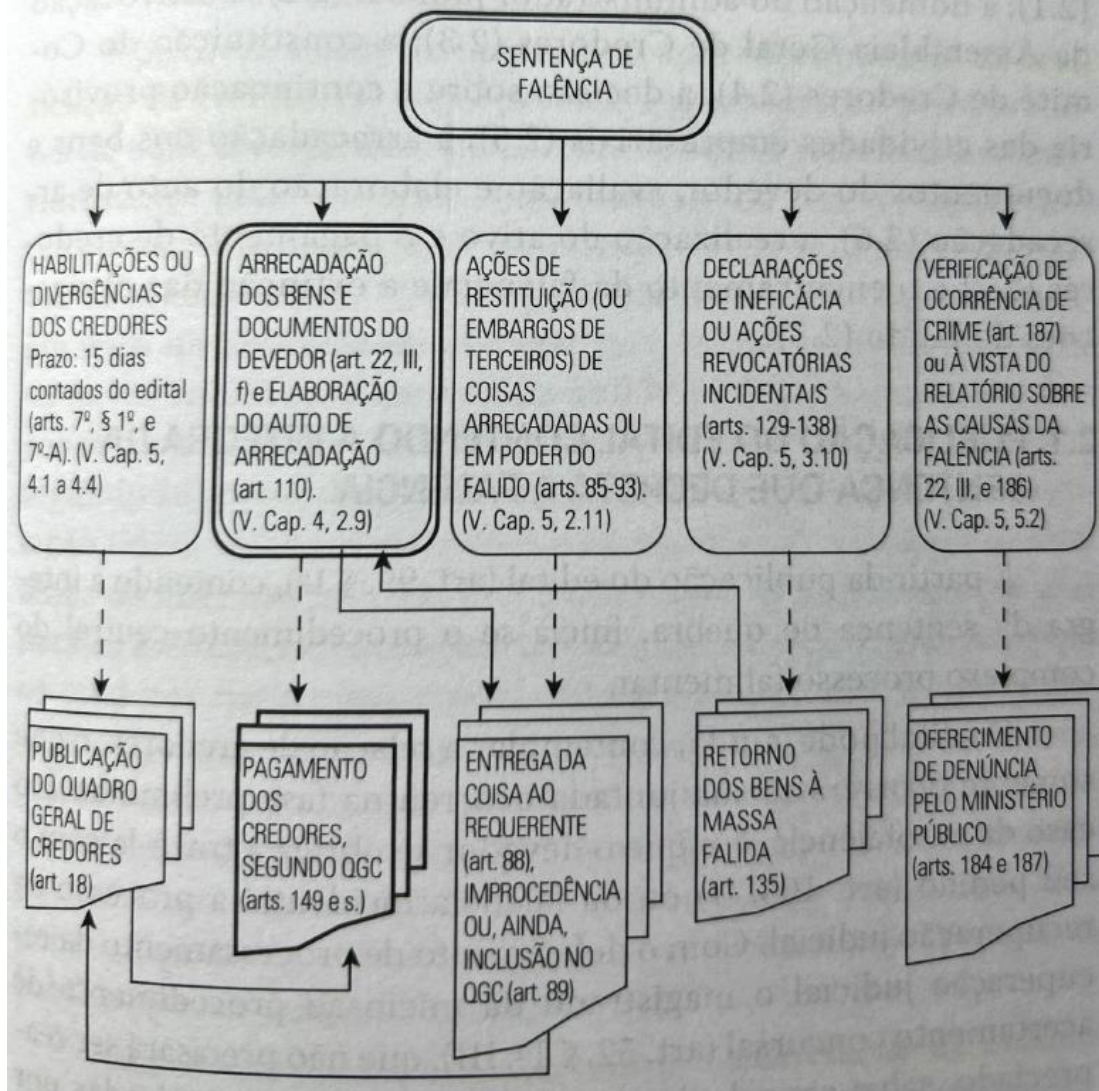 SENTENÇA DE
FALÊNCIA
HABILITAÇÕES OU
DIVERGÊNCIAS
DOS CREDORES
Prazo: 15 dias
contados do edital
(arts. 7º, § 1º, e
7º-A). (V. Cap. 5,
4.1 a 4.4)
ARRECADAÇÃO
DOS BENS E
DOCUMENTOS DO
DEVEDOR (art. 22, III,
f) e ELABORAÇÃO
DO AUTO DE
ARRECADAÇÃO
(art. 110).
(V. Cap. 4, 2.9)
AÇÕES DE
RESTITUIÇÃO (OU
EMBARGOS DE
TERCEIROS) DE
COISAS
ARRECADADAS OU
EM PODER DO
FALIDO (arts. 85-93).
(V. Cap. 5, 2.11)
DECLARAÇÕES
DE INEFICÁCIA
OU AÇÕES
REVOCATÓRIAS
INCIDENTAIS
(arts. 129-138)
(V. Cap. 5, 3.10)
VERIFICAÇÃO DE
OCORRÊNCIA DE
CRIME (art. 187)
ou À VISTA DO
RELATÓRIO SOBRE
AS CAUSAS DA
FALÊNCIA (arts.
22, III, e 186)
(V. Cap. 5, 5.2)
PUBLICAÇÃO
DO QUADRO
GERAL DE
CREDORES
(art. 18)
PAGAMENTO
DOS
CREDORES,
SEGUNDO QGC
(arts. 149 e s.)
ENTREGA DA
COISA AO
REQUERENTE
(art. 88),
IMPROCEDÊNCIA
OU, AINDA,
INCLUSÃO NO
QGC (art. 89).
RETORNO
DOS BENS À
MASSA
FALIDA
(art. 135)
OFERECIMENTO
DE DENÚNCIA
PELO MINISTÉRIO
PÚBLICO
(arts. 184 e 187)